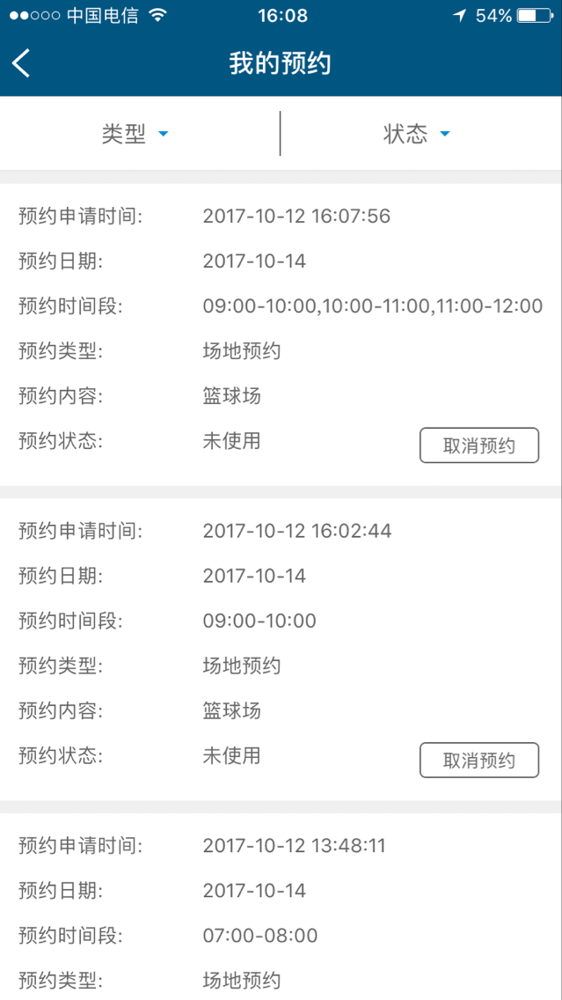 中国电信 16:08 54%
我的预约
类型 状态
预约申请时间: 2017-10-12 16:07:56
预约日期: 2017-10-14
预约时间段: 09:00-10:00,10:00-11:00,11:00-12:00
预约类型: 场地预约
预约内容: 篮球场
预约状态: 未使用 取消预约
预约申请时间: 2017-10-12 16:02:44
预约日期: 2017-10-14
预约时间段: 09:00-10:00
预约类型: 场地预约
预约内容: 篮球场
预约状态: 未使用 取消预约
预约申请时间: 2017-10-12 13:48:11
预约日期: 2017-10-14
预约时间段: 07:00-08:00
预约类型: 场地预约